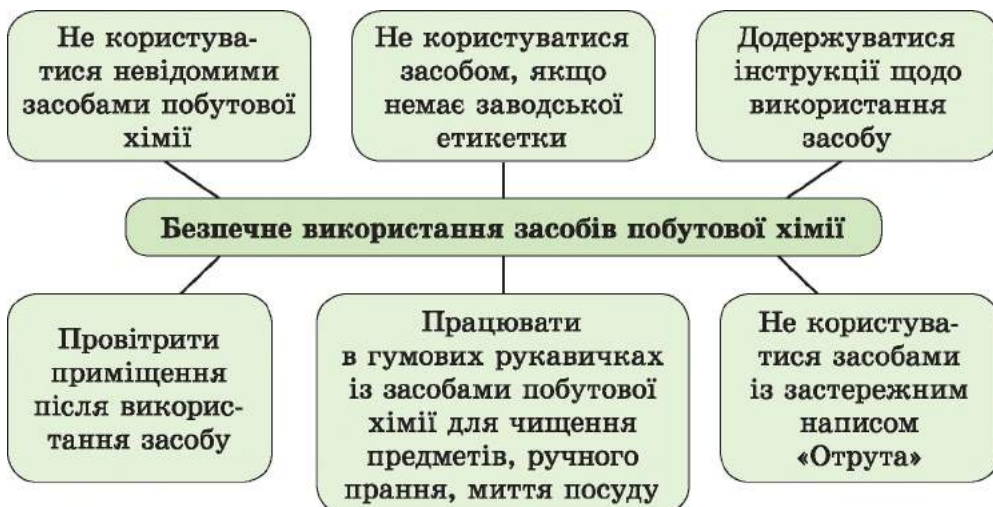 Не користува-
тися невідомими
засобами побутової
хімії
Не користуватися
засобом, якщо
немає заводської
етикетки
Додержуватися
інструкції щодо
використання
засобу
Безпечне використання засобів побутової хімії
Провітрити
приміщення
після викорис-
тання засобу
Працювати
в гумових рукавичках
із засобами побутової
хімії для чищення
предметів, ручного
прання, миття посуду
Не користува-
тися засобами
із застережним
написом
«Отрута»